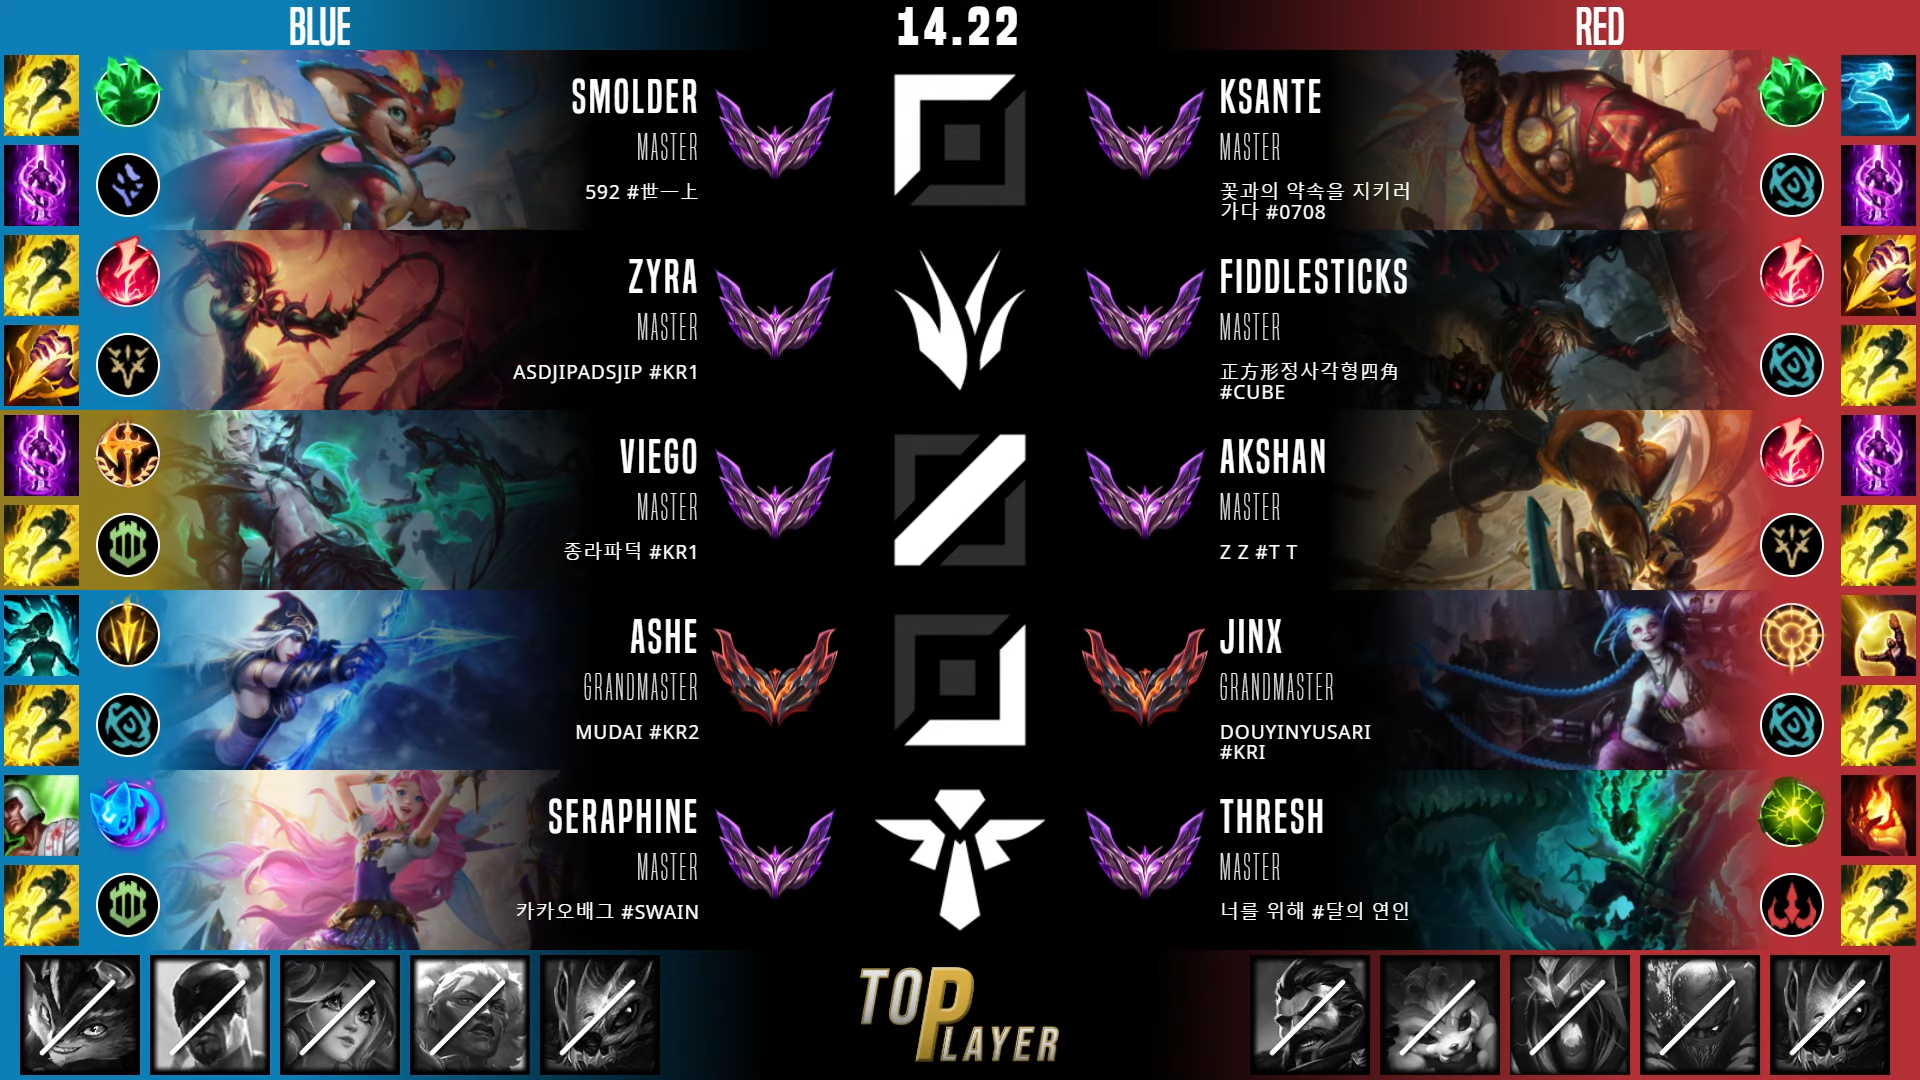 BLUE
14.22
RED
SMOLDER
MASTER
592 #世一上
KSANTE
MASTER
꽃과의 약속을 지키러
가다 #0708
ZYRA
MASTER
ASDJIPADSJIP #KR1
FIDDLESTICKS
MASTER
正方形정사각형四角
#CUBE
VIEGO
MASTER
종라파덕 #KR1
AKSHAN
MASTER
Z Z #T T
ASHE
GRANDMASTER
MUDAI #KR2
JINX
GRANDMASTER
DOUYINYUSARI
#KRI
SERAPHINE
MASTER
카카오배그 #SWAIN
THRESH
MASTER
너를 위해 #달의 연인
TOP
PLAYER